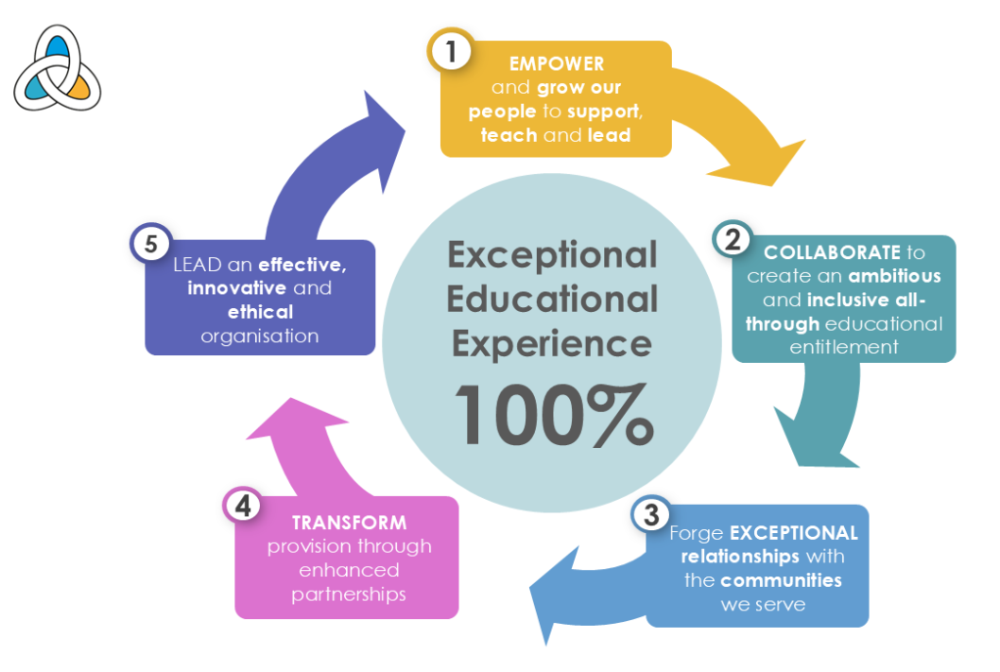 1
EMPOWER
and grow our
people to support,
teach and lead
2
COLLABORATE to
create an ambitious
and inclusive all-
through educational
entitlement
3
Forge EXCEPTIONAL
relationships with
the communities
we serve
4
TRANSFORM
provision through
enhanced
partnerships
5
LEAD an effective,
innovative and
ethical
organisation
Exceptional
Educational
Experience
100%